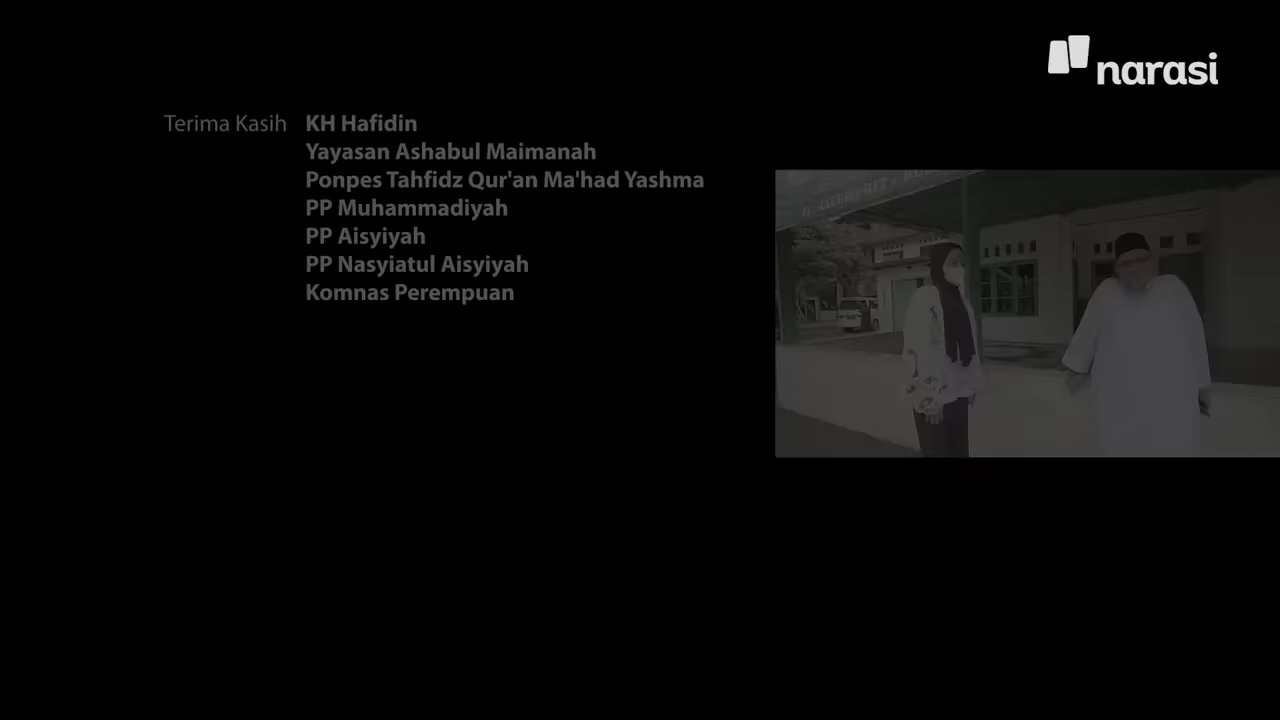 narasi
Terima Kasih KH Hafidin
Yayasan Ashabul Maimanah
Ponpes Tahfidz Qur'an Ma'had Yashma
PP Muhammadiyah
PP Aisyiyah
PP Nasyiatul Aisyiyah
Komnas Perempuan